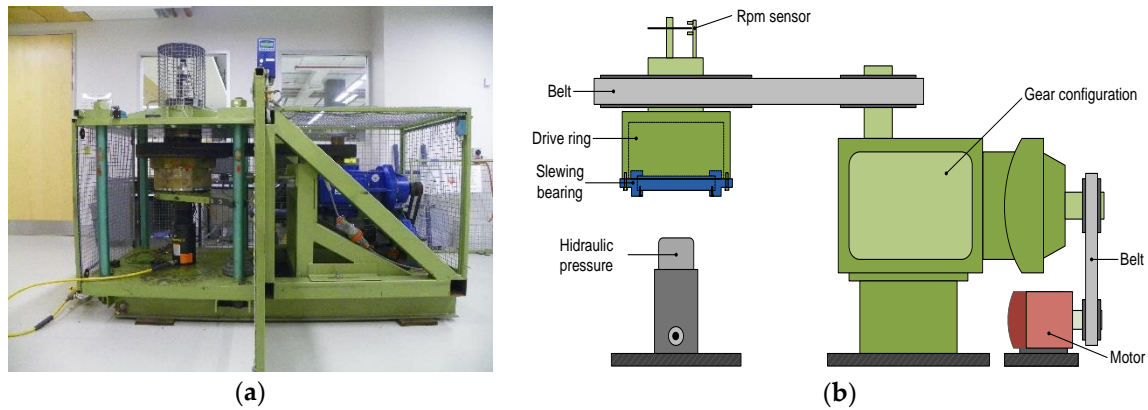 Rpm sensor
Belt
Gear configuration
Drive ring
Slewing
bearing
Hidraulic
pressure
Belt
Motor
(a)
(b)